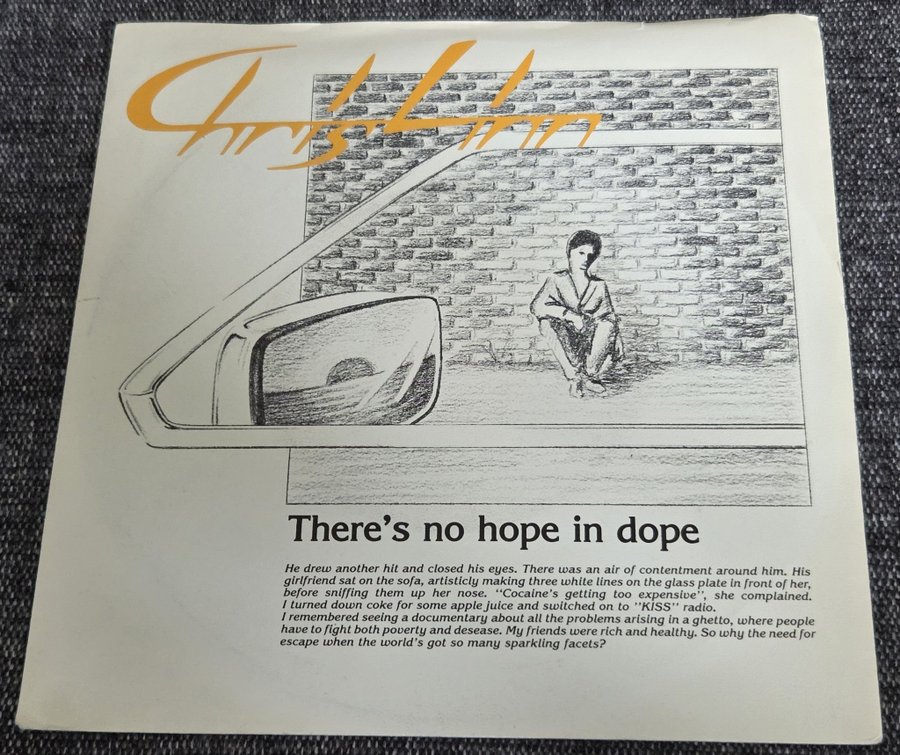 Chris Linn
There's no hope in dope
He drew another hit and closed his eyes. There was an air of contentment around him. His
girlfriend sat on the sofa, artisticly making three white lines on the glass plate in front of her,
before sniffing them up her nose. "Cocaine's getting too expensive", she complained.
I turned down coke for some apple juice and switched on to "KISS" radio.
I remembered seeing a documentary about all the problems arising in a ghetto, where people
have to fight both poverty and desease. My friends were rich and healthy. So why the need for
escape when the world's got so many sparkling facets?